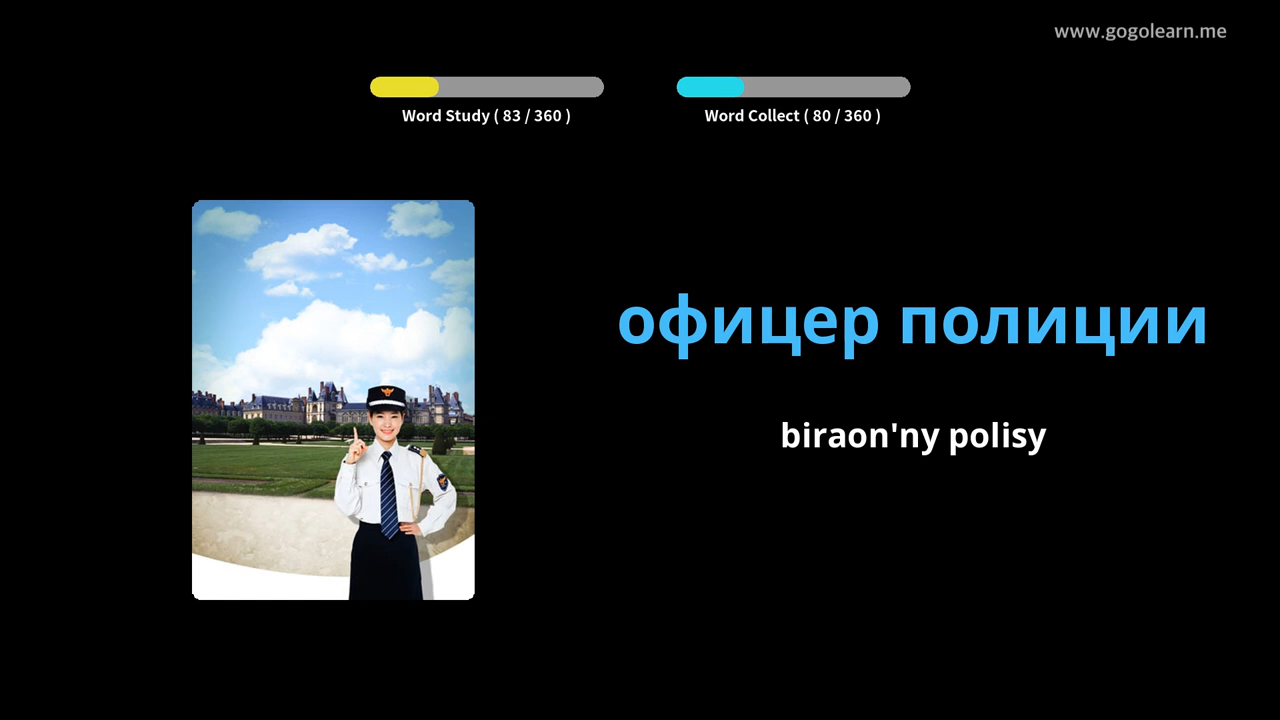 www.gogolearn.me
Word Study ( 83 / 360 )
Word Collect ( 80 / 360 )
офицер полиции
biraon'ny polisy